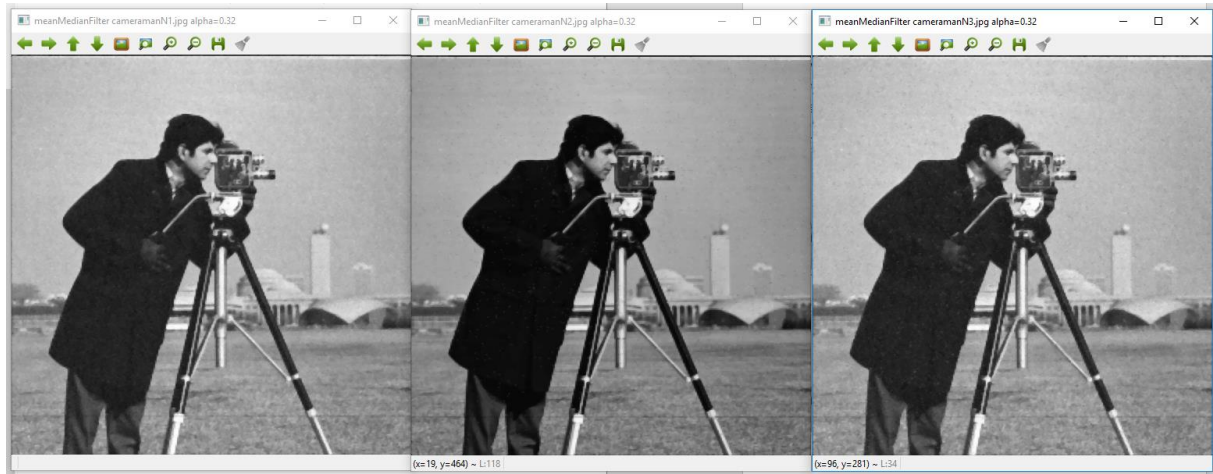 meanMedianFilter cameramanN1.jpg alpha=0.32
meanMedianFilter cameramanN2.jpg alpha=0.32
meanMedianFilter cameramanN3.jpg alpha=0.32
(x=19, y=464) ~ L:118
(x=96, y=281) ~ L:34